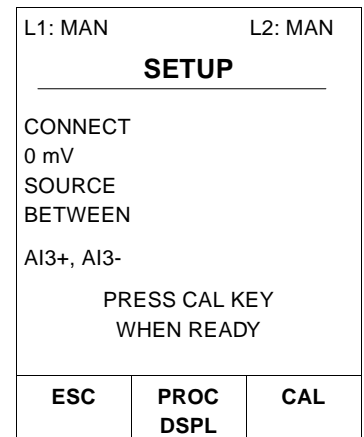 L1: MAN L2: MAN
SETUP
CONNECT
0 mV
SOURCE
BETWEEN
AI3+, AI3-
PRESS CAL KEY
WHEN READY
ESC PROC CAL
DSPL